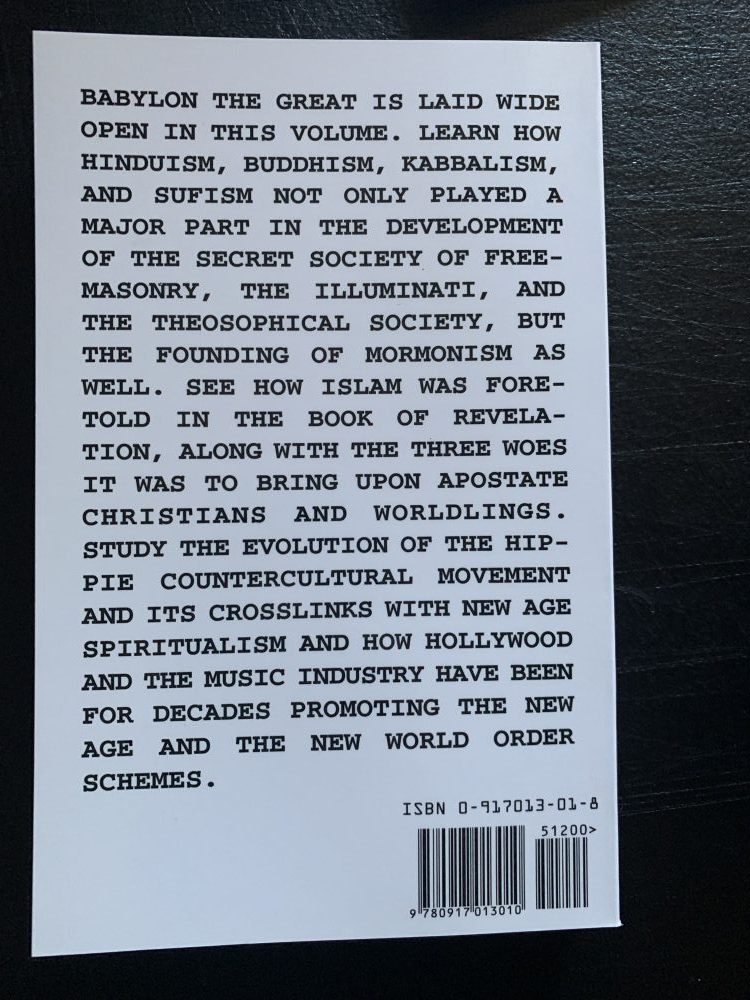 BABYLON THE GREAT IS LAID WIDE
OPEN IN THIS VOLUME. LEARN HOW
HINDUISM, BUDDHISM, KABBALISM,
AND SUFISM NOT ONLY PLAYED A
MAJOR PART IN THE DEVELOPMENT
OF THE SECRET SOCIETY OF FREE-
MASONRY, THE ILLUMINATI, AND
THE THEOSOPHICAL SOCIETY, BUT
THE FOUNDING OF MORMONISM AS
WELL. SEE HOW ISLAM WAS FORE-
TOLD IN THE BOOK OF REVELA-
TION, ALONG WITH THE THREE WOES
IT WAS TO BRING UPON APOSTATE
CHRISTIANS AND WORLDLINGS.
STUDY THE EVOLUTION OF THE HIP-
PIE COUNTERCULTURAL MOVEMENT
AND ITS CROSSLINKS WITH NEW AGE
SPIRITUALISM AND HOW HOLLYWOOD
AND THE MUSIC INDUSTRY HAVE BEEN
FOR DECADES PROMOTING THE NEW
AGE AND THE NEW WORLD ORDER
SCHEMES.
ISBN 0-917013-01-8
51200>
9 780917 013010